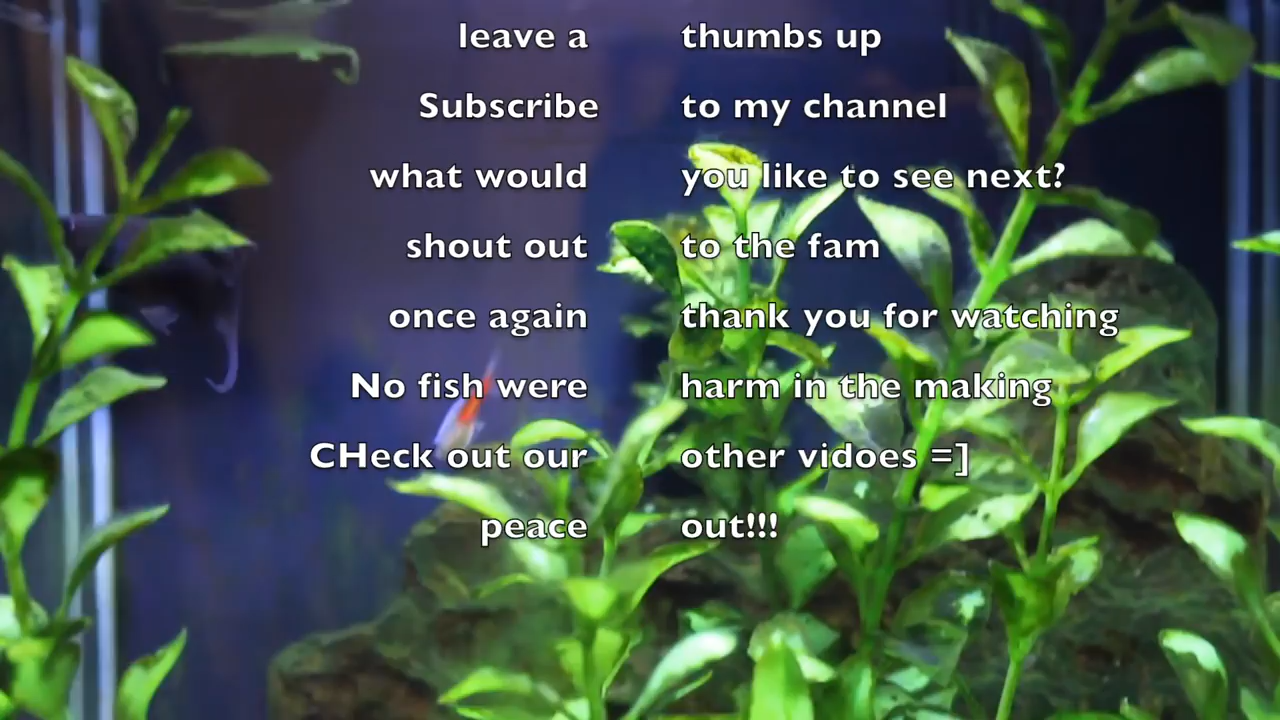 leave a thumbs up
Subscribe to my channel
what would you like to see next?
shout out to the fam
once again thank you for watching
No fish were harm in the making
CHeck out our other vidoes =]
peace out!!!